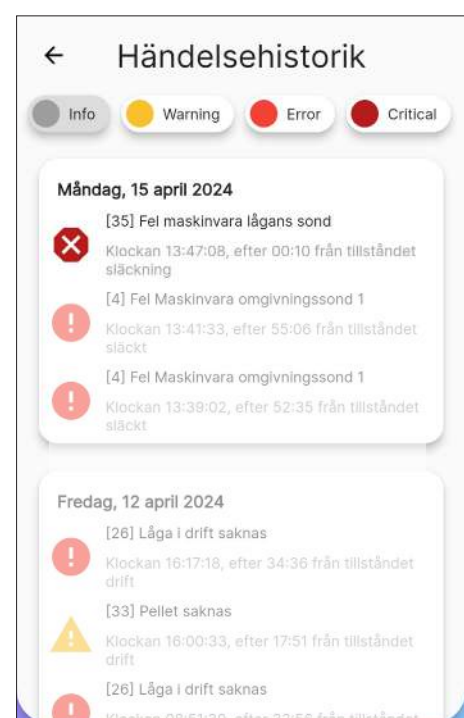 Händelsehistorik
Info
Warning
Error
Critical
Måndag, 15 april 2024
[35] Fel maskinvara lågans sond
Klockan 13:47:08, efter 00:10 från tillståndet
släckning
[4] Fel Maskinvara omgivningssond 1
Klockan 13:41:33, efter 55:06 från tillståndet
släckt
[4] Fel Maskinvara omgivningssond 1
Klockan 13:39:02, efter 52:35 från tillståndet
släckt
Fredag, 12 april 2024
[26] Låga i drift saknas
Klockan 16:17:18, efter 34:36 från tillståndet
drift
[33] Pellet saknas
Klockan 16:00:33, efter 17:51 från tillståndet
drift
[26] Låga i drift saknas